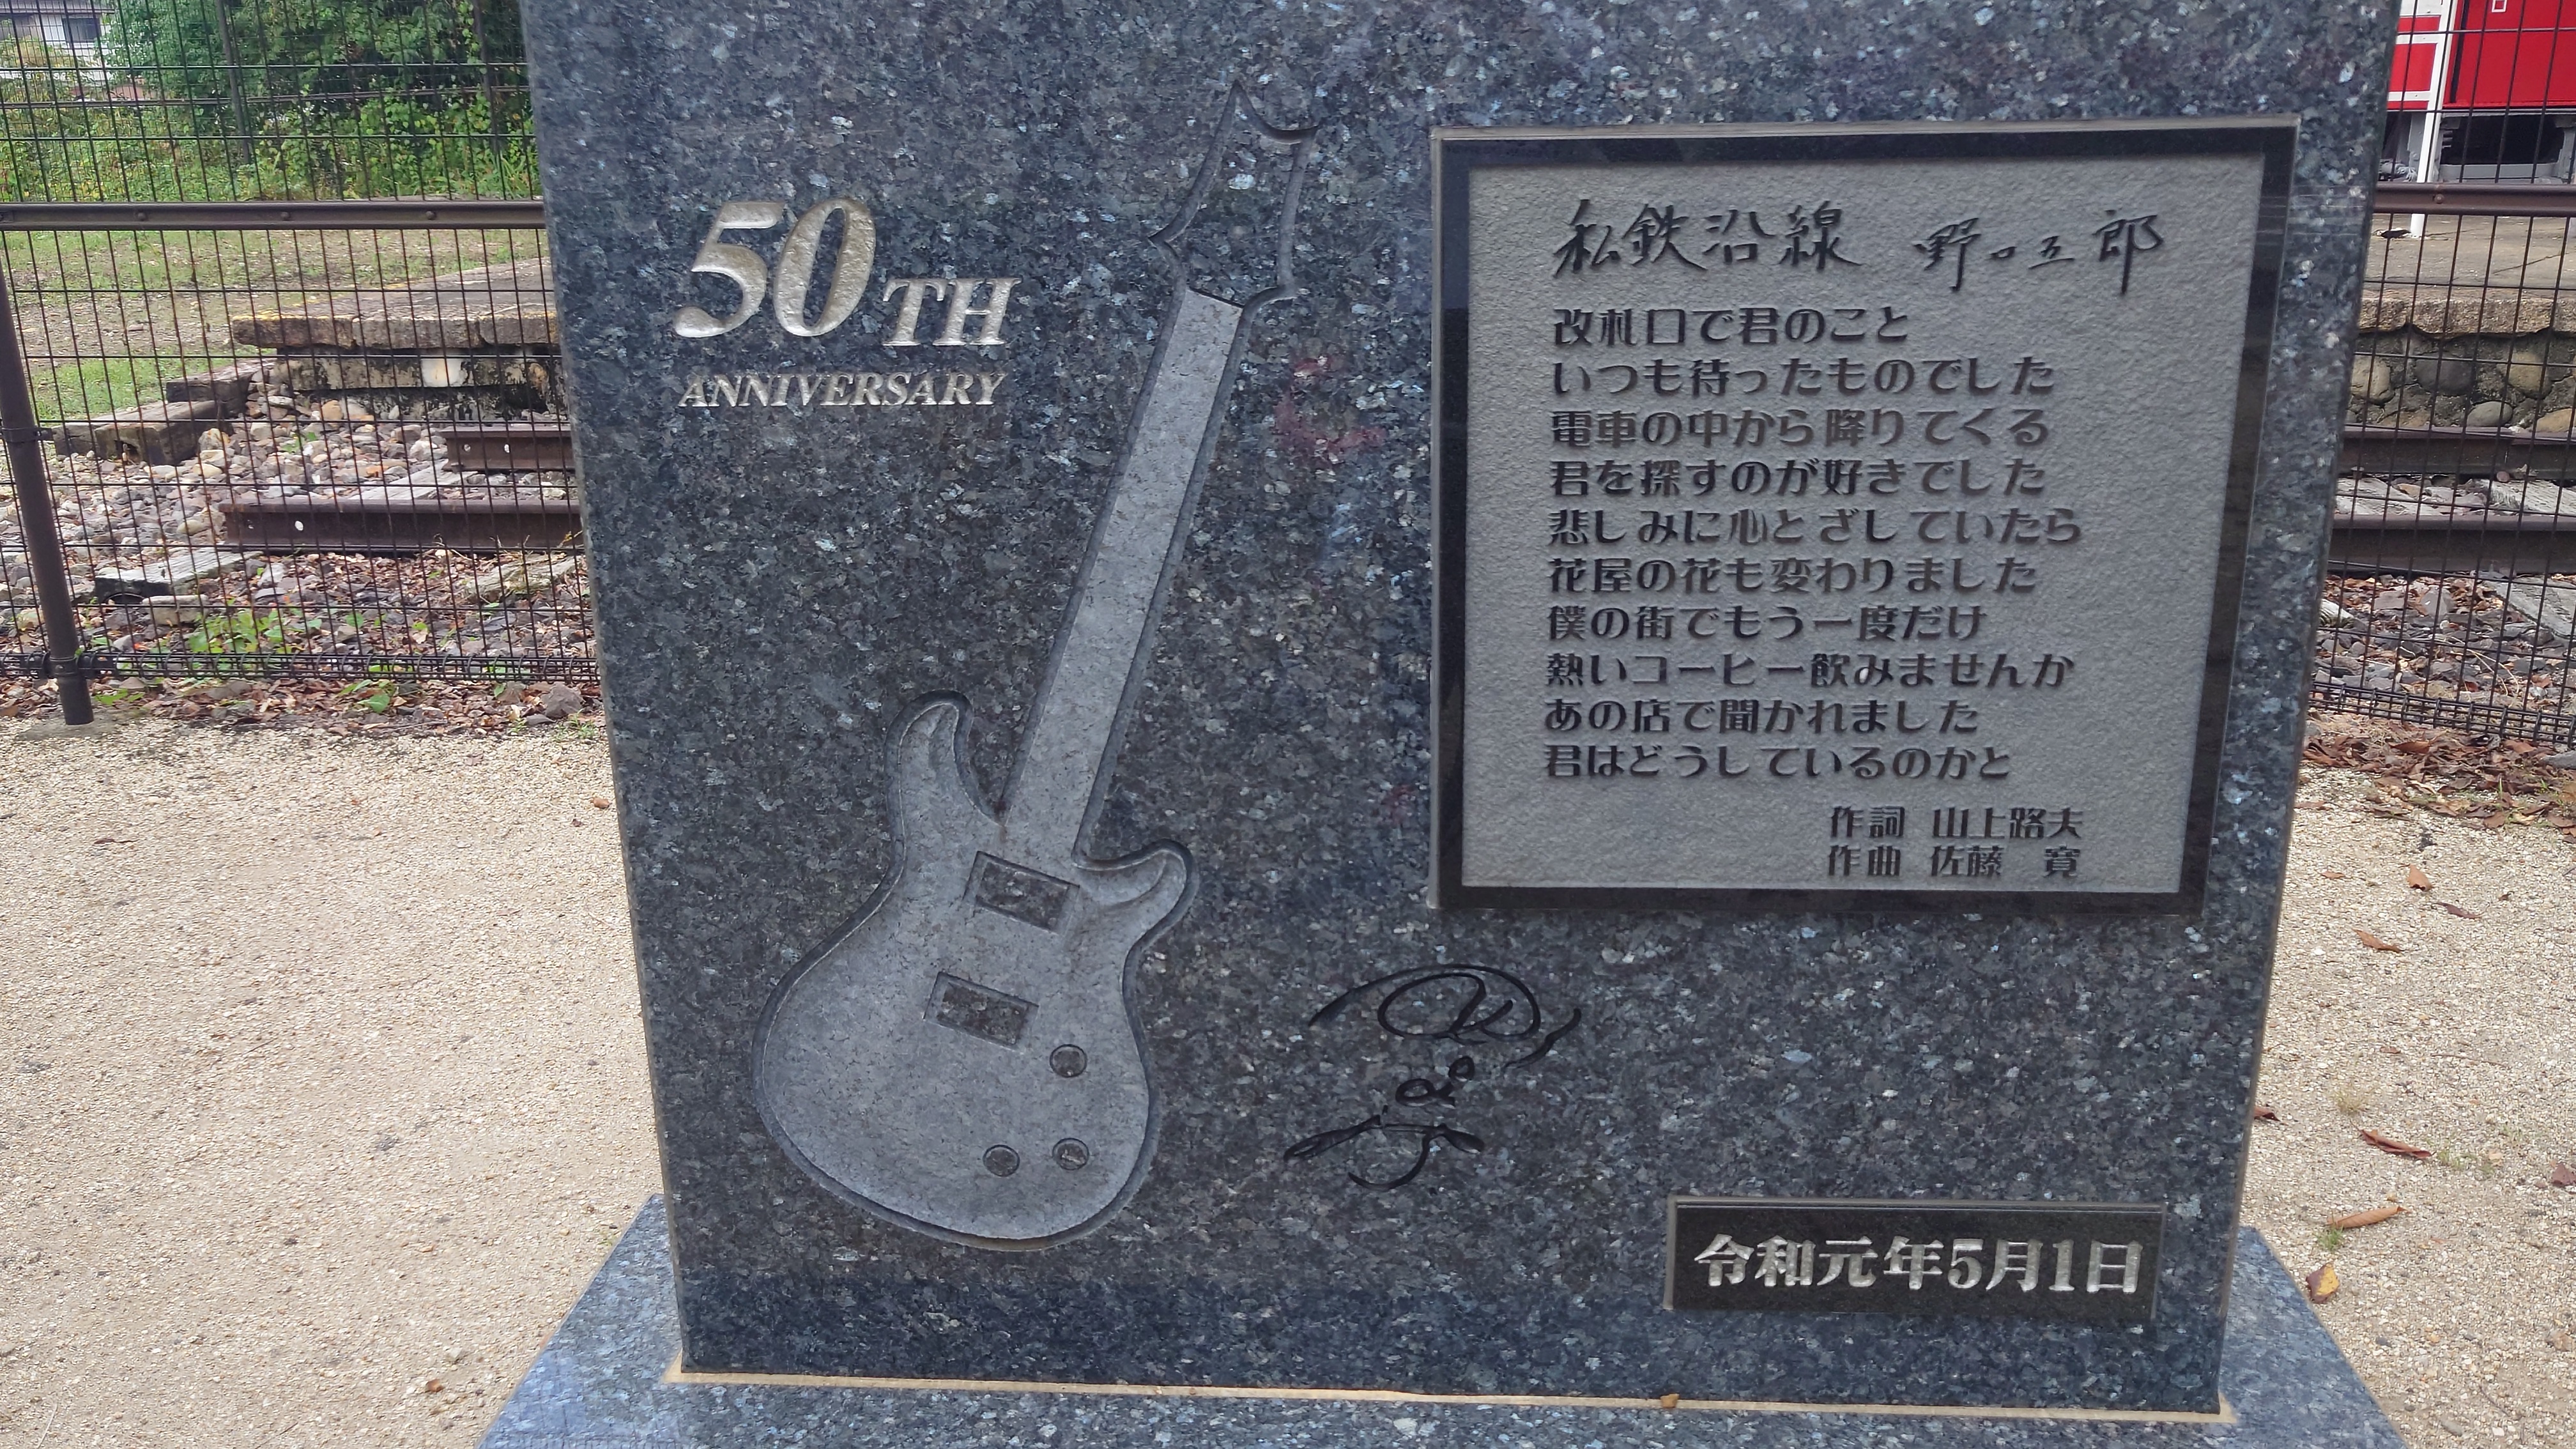 50TH
ANNIVERSARY
私鉄沿線 野口五郎
改札口で君のこと
いつも待ったものでした
電車の中から降りてくる
君を探すのが好きでした
悲しみに心とざしていたら
花屋の花も変わりました
僕の街でもう一度だけ
熱いコーヒー飲みませんか
あの店で聞かれました
君はどうしているのかと
作詞 山上路夫
作曲 佐藤 寛
令和元年5月1日